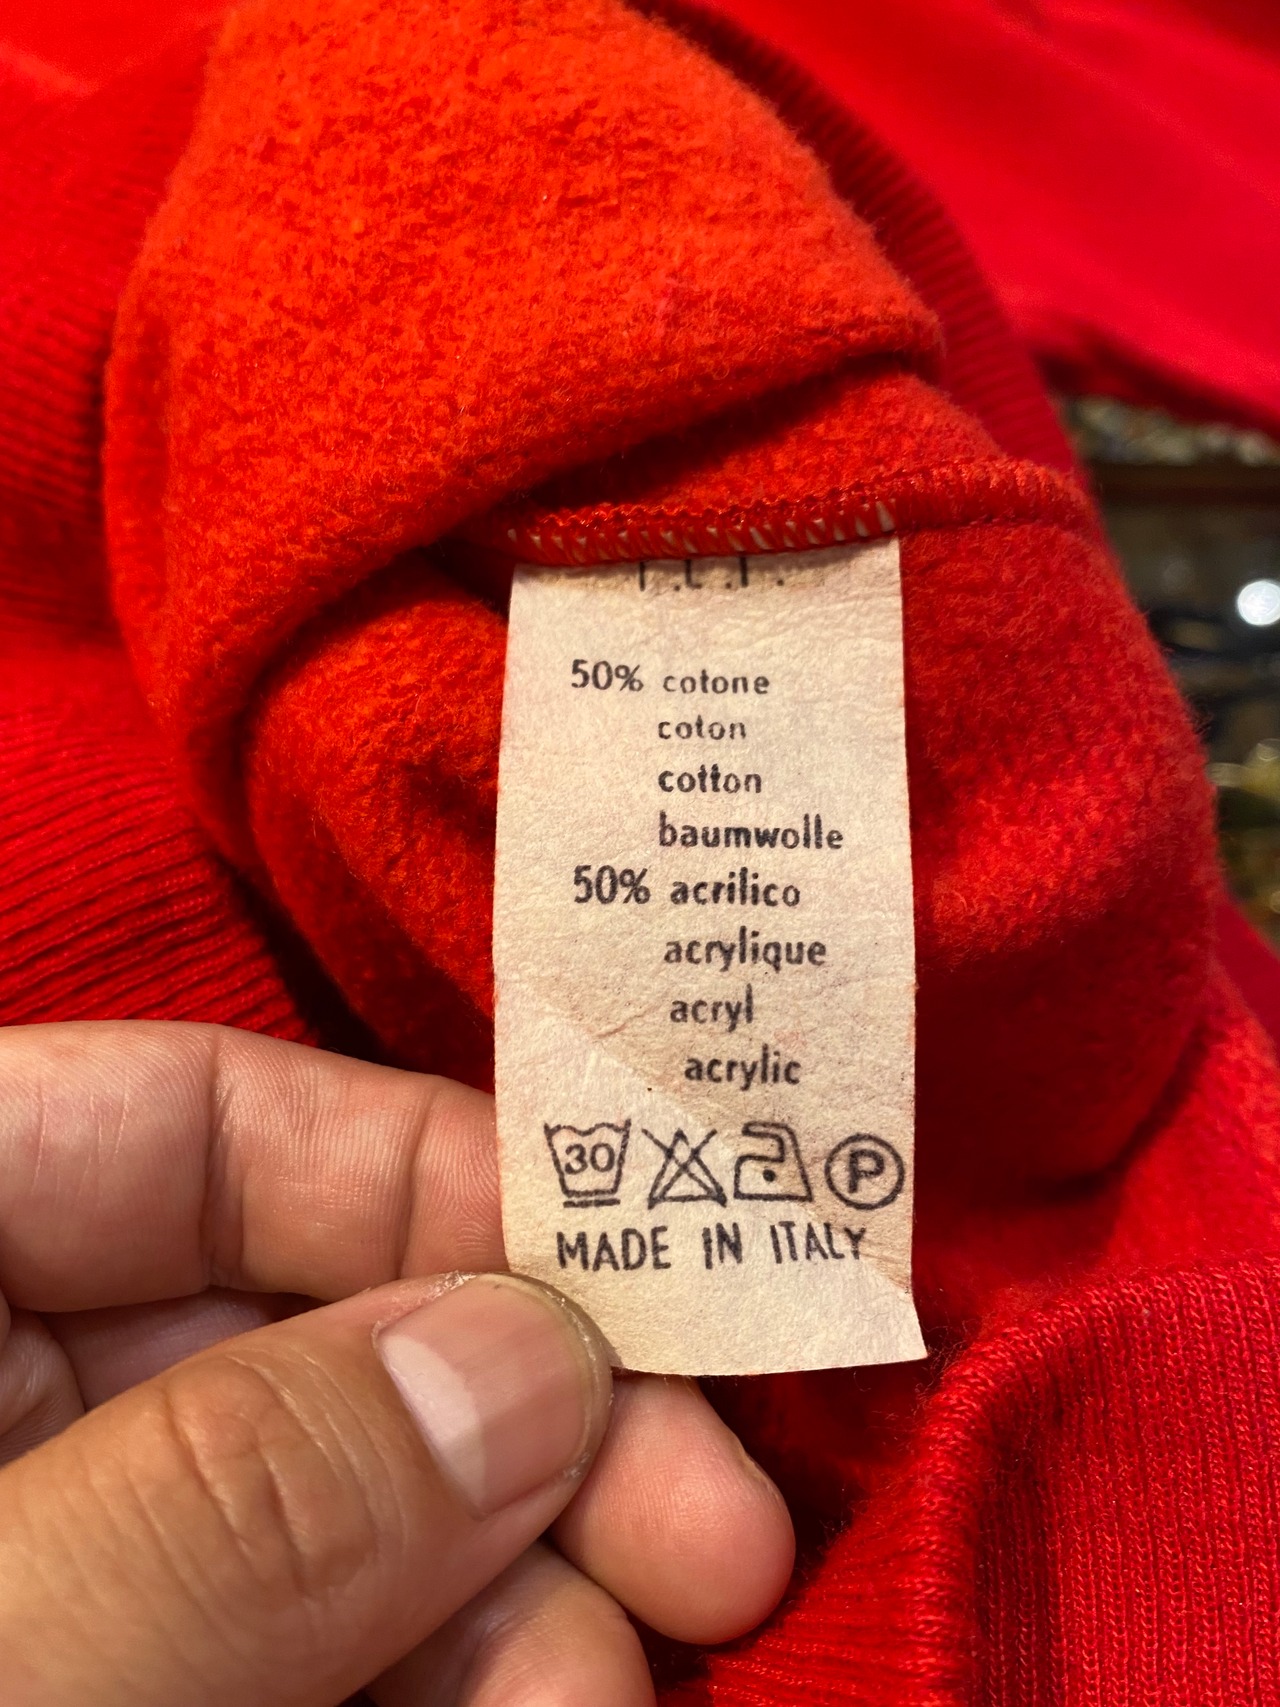 50% cotone
coton
cotton
baumwolle
50% acrilico
acrylique
acryl
acrylic
30 P
MADE IN ITALY